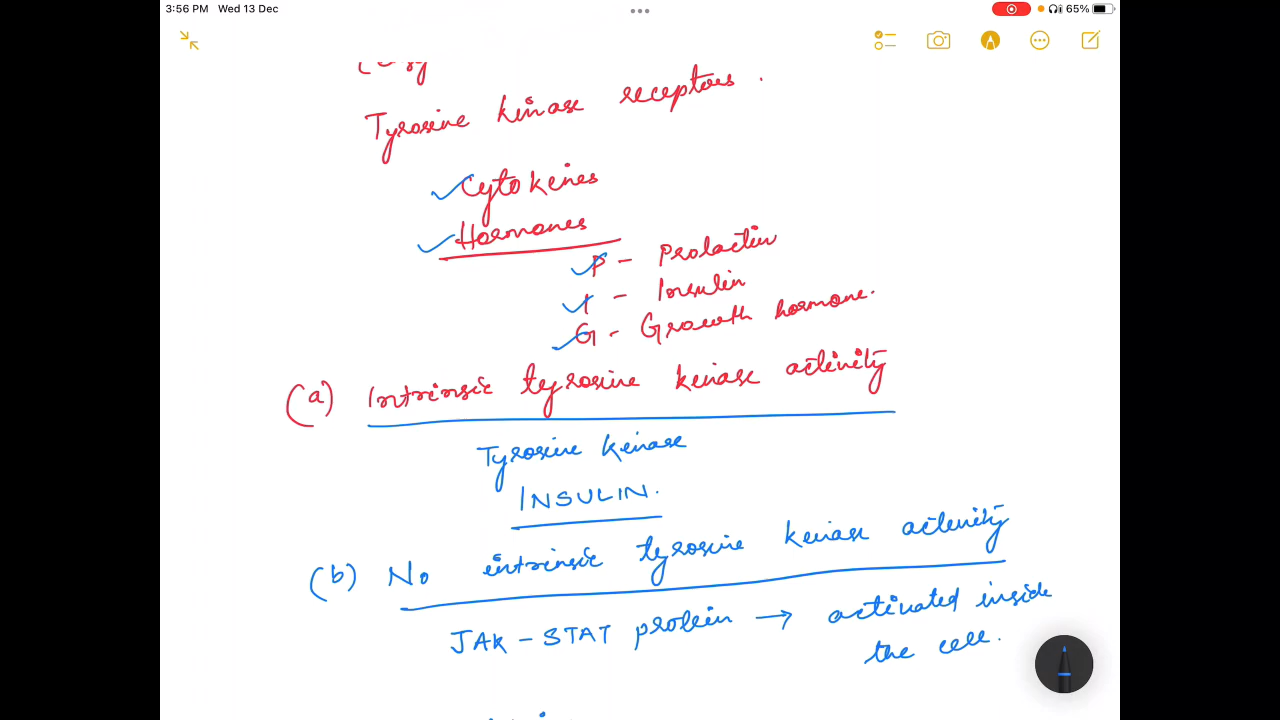 3:56 PM Wed 13 Dec
65%
Tyrosine kinase receptors.
Cytokines
Hormones
P - Prolactin
I - Insulin
G - Growth hormone.
(a) Intrinsic tyrosine kinase activity
Tyrosine kinase
INSULIN.
(b) No intrinsic tyrosine kinase activity
JAK-STAT protein → activated inside
the cell.